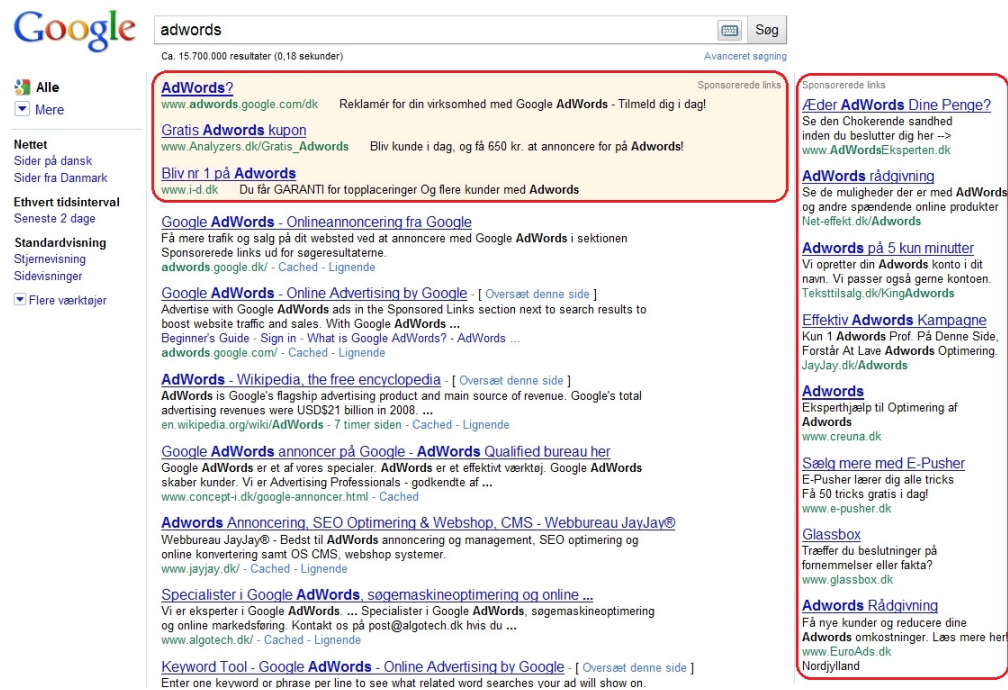 Google
adwords
Søg
Ca. 15.700.000 resultater (0,18 sekunder)
Avanceret søgning
Alle
Mere
Nettet
Sider på dansk
Sider fra Danmark
Ethvert tidsinterval
Seneste 2 dage
Standardvisning
Stjernevisning
Sidevisninger
Flere værktøjer
AdWords?
Sponsorerede links
www.adwords.google.com/dk Reklamér for din virksomhed med Google AdWords - Tilmeld dig i dag!
Gratis Adwords kupon
www.Analyzers.dk/Gratis_Adwords Bliv kunde i dag, og få 650 kr. at annoncere for på Adwords!
Bliv nr 1 på Adwords
www.i-d.dk Du får GARANTI for topplaceringer Og flere kunder med Adwords
Google AdWords - Onlineannoncering fra Google
Få mere trafik og salg på dit websted ved at annoncere med Google AdWords i sektionen
Sponsorerede links ud for søgeresultaterne.
adwords.google.dk/ - Cached - Lignende
Google AdWords - Online Advertising by Google - [ Oversæt denne side ]
Advertise with Google AdWords ads in the Sponsored Links section next to search results to
boost website traffic and sales. With Google AdWords ...
Beginner's Guide - Sign in - What is Google AdWords? - AdWords ...
adwords.google.com/ - Cached - Lignende
AdWords - Wikipedia, the free encyclopedia - [ Oversæt denne side ]
AdWords is Google's flagship advertising product and main source of revenue. Google's total
advertising revenues were USD$21 billion in 2008. ...
en.wikipedia.org/wiki/AdWords - 7 timer siden - Cached - Lignende
Google AdWords annoncer på Google - AdWords Qualified bureau her
Google AdWords er et af vores specialer. AdWords er et effektivt værktøj. Google AdWords
skaber kunder. Vi er Advertising Professionals - godkendte af ...
www.concept-i.dk/google-annoncer.html - Cached
Adwords Annoncering, SEO Optimering & Webshop, CMS - Webbureau JayJay®
Webbureau JayJay® - Bedst til AdWords annoncering og management, SEO optimering og
online konvertering samt OS CMS, webshop systemer.
www.jayjay.dk/ - Cached - Lignende
Specialister i Google AdWords, søgemaskineoptimering og online ...
Vi er eksperter i Google AdWords. ... Specialister i Google AdWords, søgemaskineoptimering
og online markedsføring. Kontakt os på post@algotech.dk hvis du ...
www.algotech.dk/ - Cached - Lignende
Keyword Tool - Google AdWords - Online Advertising by Google - [ Oversæt denne side ]
Enter one keyword or phrase per line to see what related word searches your ad will show on.
Sponsorerede links
Æder AdWords Dine Penge?
Se den Chokerende sandhed
inden du beslutter dig her -->
www.AdWordsEksperten.dk
AdWords rådgivning
Se de muligheder der er med AdWords
og andre spændende online produkter
Net-effekt.dk/Adwords
Adwords på 5 kun minutter
Vi opretter din Adwords konto i dit
navn. Vi passer også gerne kontoen.
Teksttilsalg.dk/KingAdwords
Effektiv Adwords Kampagne
Kun 1 Adwords Prof. På Denne Side,
Forstår At Lave Adwords Optimering.
JayJay.dk/Adwords
Adwords
Eksperthjælp til Optimering af
Adwords
www.creuna.dk
Sælg mere med E-Pusher
E-Pusher lærer dig alle tricks
Få 50 tricks gratis i dag!
www.e-pusher.dk
Glassbox
Træffer du beslutninger på
fornemmelser eller fakta?
www.glassbox.dk
Adwords Rådgivning
Få nye kunder og reducere dine
Adwords omkostninger. Læs mere her!
www.EuroAds.dk
Nordjylland